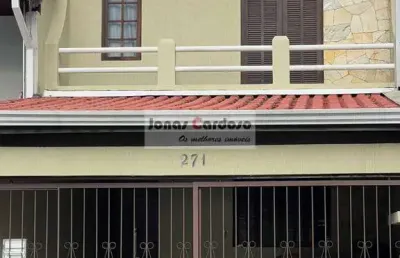 Jonas Cardoso
Os melhores imóveis
271